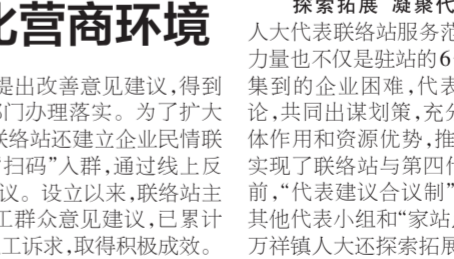 化营商环境
提出改善意见建议,得到
部门办理落实。为了扩大
联络站还建立企业民情联
“扫码”入群,通过线上反
议。设立以来,联络站主
工群众意见建议,已累计
工诉求,取得积极成效。
探索拓展 凝聚代
人大代表联络站服务范
力量也不仅是驻站的6
集到的企业困难,代表
论,共同出谋划策,充分
体作用和资源优势,推
实现了联络站与第四代
前,“代表建议合议制”
其他代表小组和“家站点
万祥镇人大还探索拓展